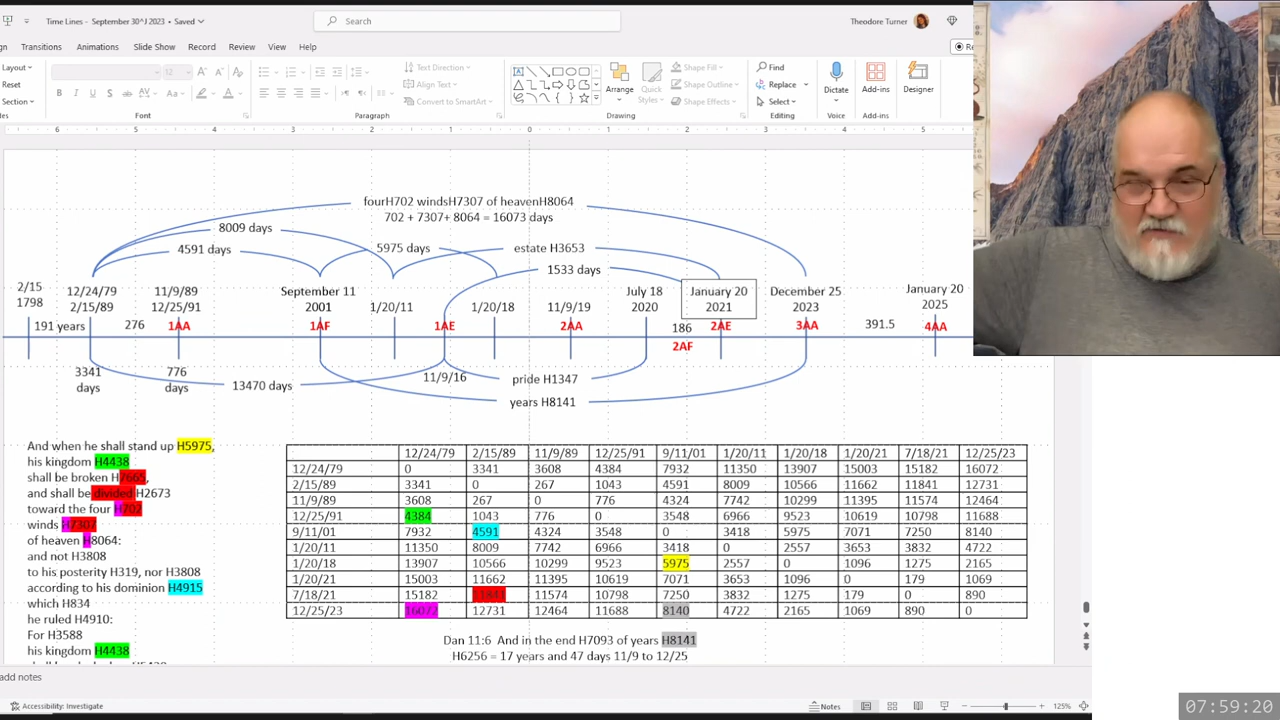 Time Lines - September 30^J 2023 • Saved
Search
Theodore Turner
Transitions Animations Slide Show Record Review View Help
Layout
Reset
Section
Text Direction
Align Text
Convert to SmartArt
Arrange
Quick
Styles
Shape Fill
Shape Outline
Shape Effects
Find
Replace
Select
Dictate
Add-ins
Designer
Font Paragraph Drawing Editing Voice Add-ins
6 5 4 3 2 1 0 1 2 3 4 5
fourH702 windsH7307 of heavenH8064
702 + 7307+ 8064 = 16073 days
8009 days
4591 days 5975 days estate H3653
1533 days
2/15 12/24/79 11/9/89 September 11 July 18 January 20 December 25 January 20
1798 2/15/89 12/25/91 2001 1/20/11 1/20/18 11/9/19 2020 2021 2023 2025
191 years 276 1AA 1AF 1AE 2AA 186 2AE 3AA 391.5 4AA
2AF
3341 776 11/9/16 pride H1347
days days 13470 days
years H8141
And when he shall stand up H5975,
his kingdom H4438
shall be broken H7665,
and shall be divided H2673
toward the four H702
winds H7307
of heaven H8064:
and not H3808
to his posterity H319, nor H3808
according to his dominion H4915
which H834
he ruled H4910:
For H3588
his kingdom H4438
12/24/79 2/15/89 11/9/89 12/25/91 9/11/01 1/20/11 1/20/18 1/20/21 7/18/21 12/25/23
12/24/79 0 3341 3608 4384 7932 11350 13907 15003 15182 16072
2/15/89 3341 0 267 1043 4591 8009 10566 11662 11841 12731
11/9/89 3608 267 0 776 4324 7742 10299 11395 11574 12464
12/25/91 4384 1043 776 0 3548 6966 9523 10619 10798 11688
9/11/01 7932 4591 4324 3548 0 3418 5975 7071 7250 8140
1/20/11 11350 8009 7742 6966 3418 0 2557 3653 3832 4722
1/20/18 13907 10566 10299 9523 5975 2557 0 1096 1275 2165
1/20/21 15003 11662 11395 10619 7071 3653 1096 0 179 1069
7/18/21 15182 11841 11574 10798 7250 3832 1275 179 0 890
12/25/23 16072 12731 12464 11688 8140 4722 2165 1069 890 0
Dan 11:6 And in the end H7093 of years H8141
H6256 = 17 years and 47 days 11/9 to 12/25
add notes
Accessibility: Investigate
Notes
125%
07:59:20